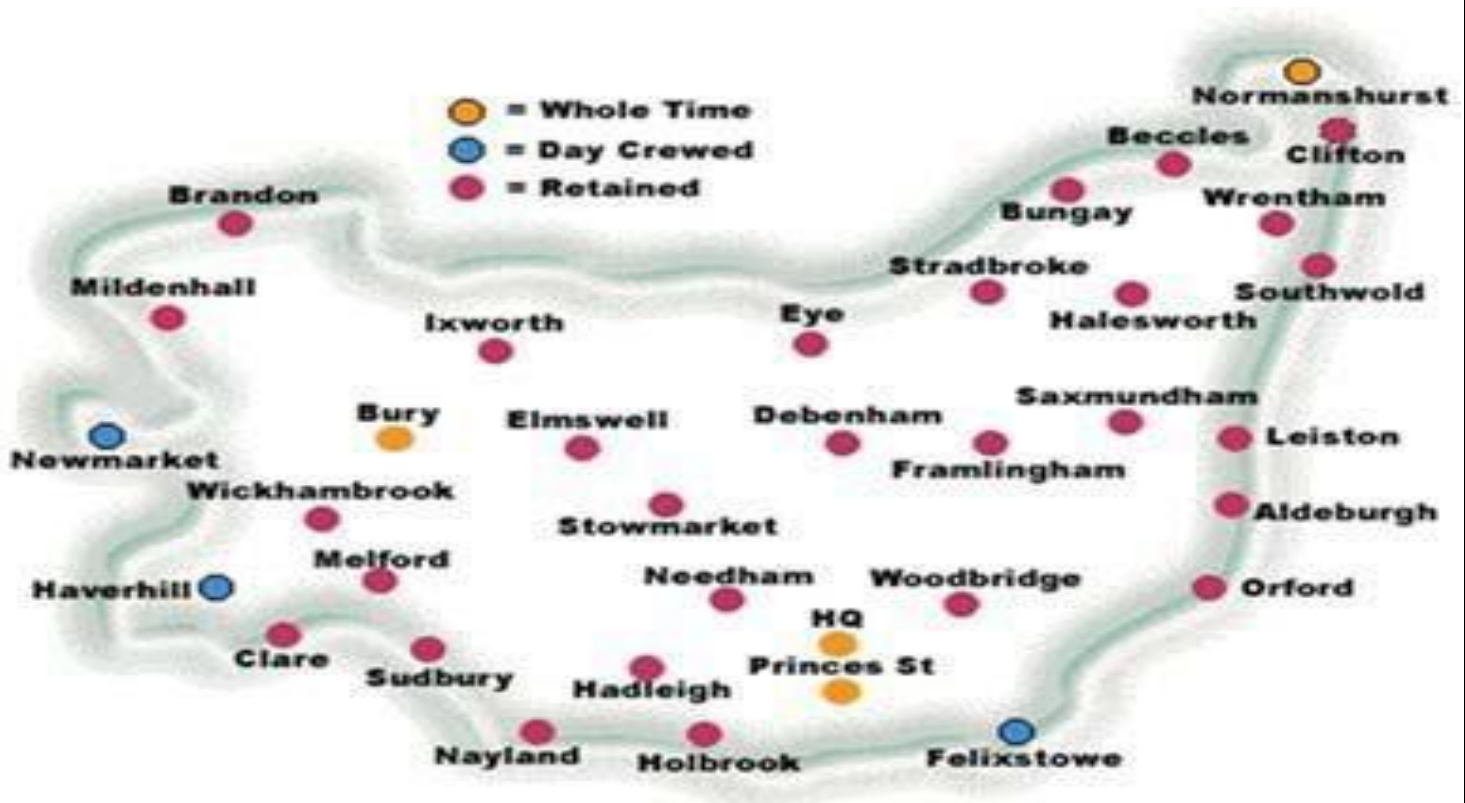 Normanshurst
= Whole Time
Beccles
= Day Crewed
Clifton
= Retained
Brandon
Wrentham
Bungay
Stradbroke
Mildenhall
Southwold
Eye
Halesworth
Ixworth
Saxmundham
Bury
Elmswell
Debenham
Leiston
Newmarket
Framlingham
Wickhambrook
Aldeburgh
Stowmarket
Melford
Needham
Woodbridge
Haverhill
Orford
HQ
Clare
Princes St
Sudbury
Hadleigh
Nayland
Holbrook
Felixstowe